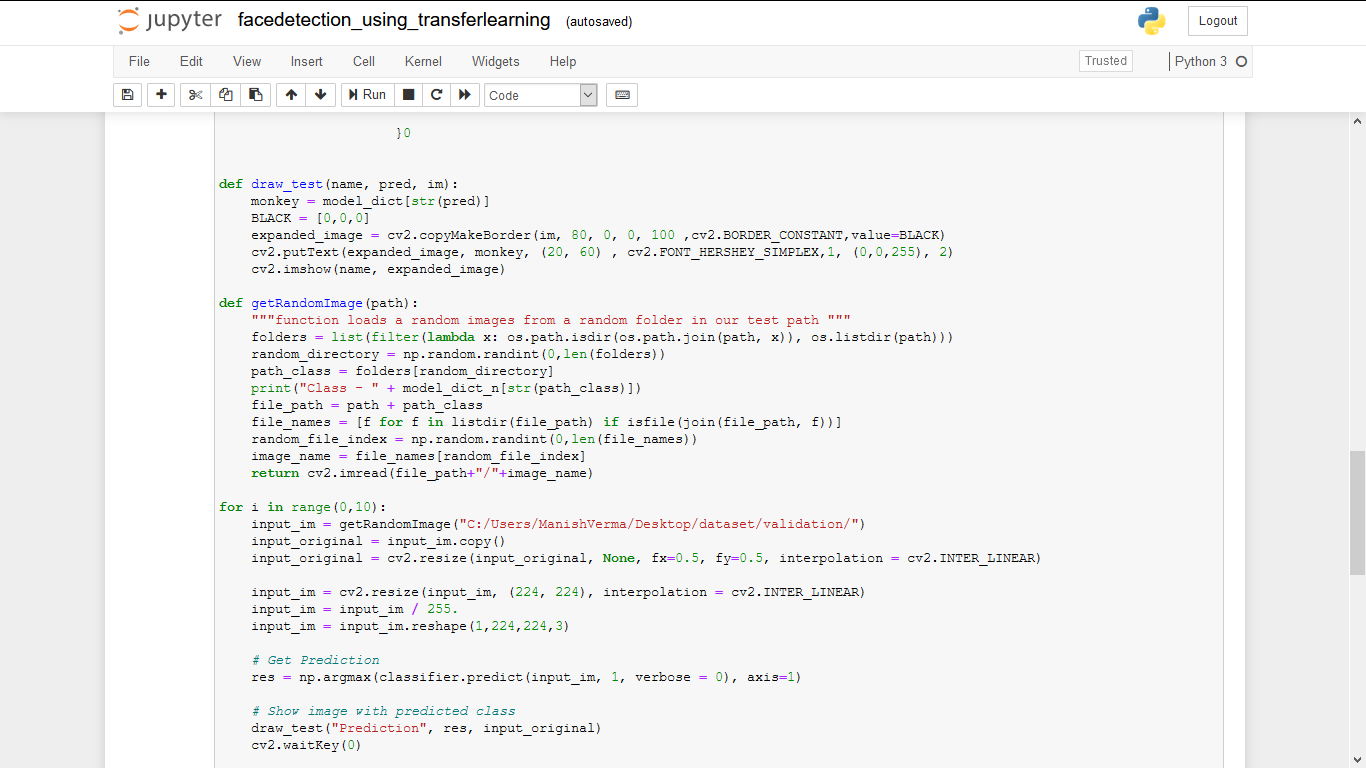 jupyter facedetection_using_transferlearning (autosaved) Logout
File Edit View Insert Cell Kernel Widgets Help Trusted Python 3
Run Code
}0
def draw_test(name, pred, im):
    monkey = model_dict[str(pred)]
    BLACK = [0,0,0]
    expanded_image = cv2.copyMakeBorder(im, 80, 0, 0, 100 ,cv2.BORDER_CONSTANT,value=BLACK)
    cv2.putText(expanded_image, monkey, (20, 60) , cv2.FONT_HERSHEY_SIMPLEX,1, (0,0,255), 2)
    cv2.imshow(name, expanded_image)
def getRandomImage(path):
    """function loads a random images from a random folder in our test path """
    folders = list(filter(lambda x: os.path.isdir(os.path.join(path, x)), os.listdir(path)))
    random_directory = np.random.randint(0,len(folders))
    path_class = folders[random_directory]
    print("Class - " + model_dict_n[str(path_class)])
    file_path = path + path_class
    file_names = [f for f in listdir(file_path) if isfile(join(file_path, f))]
    random_file_index = np.random.randint(0,len(file_names))
    image_name = file_names[random_file_index]
    return cv2.imread(file_path+"/"+image_name)
for i in range(0,10):
    input_im = getRandomImage("C:/Users/ManishVerma/Desktop/dataset/validation/")
    input_original = input_im.copy()
    input_original = cv2.resize(input_original, None, fx=0.5, fy=0.5, interpolation = cv2.INTER_LINEAR)
    input_im = cv2.resize(input_im, (224, 224), interpolation = cv2.INTER_LINEAR)
    input_im = input_im / 255.
    input_im = input_im.reshape(1,224,224,3)
    # Get Prediction
    res = np.argmax(classifier.predict(input_im, 1, verbose = 0), axis=1)
    # Show image with predicted class
    draw_test("Prediction", res, input_original)
    cv2.waitKey(0)